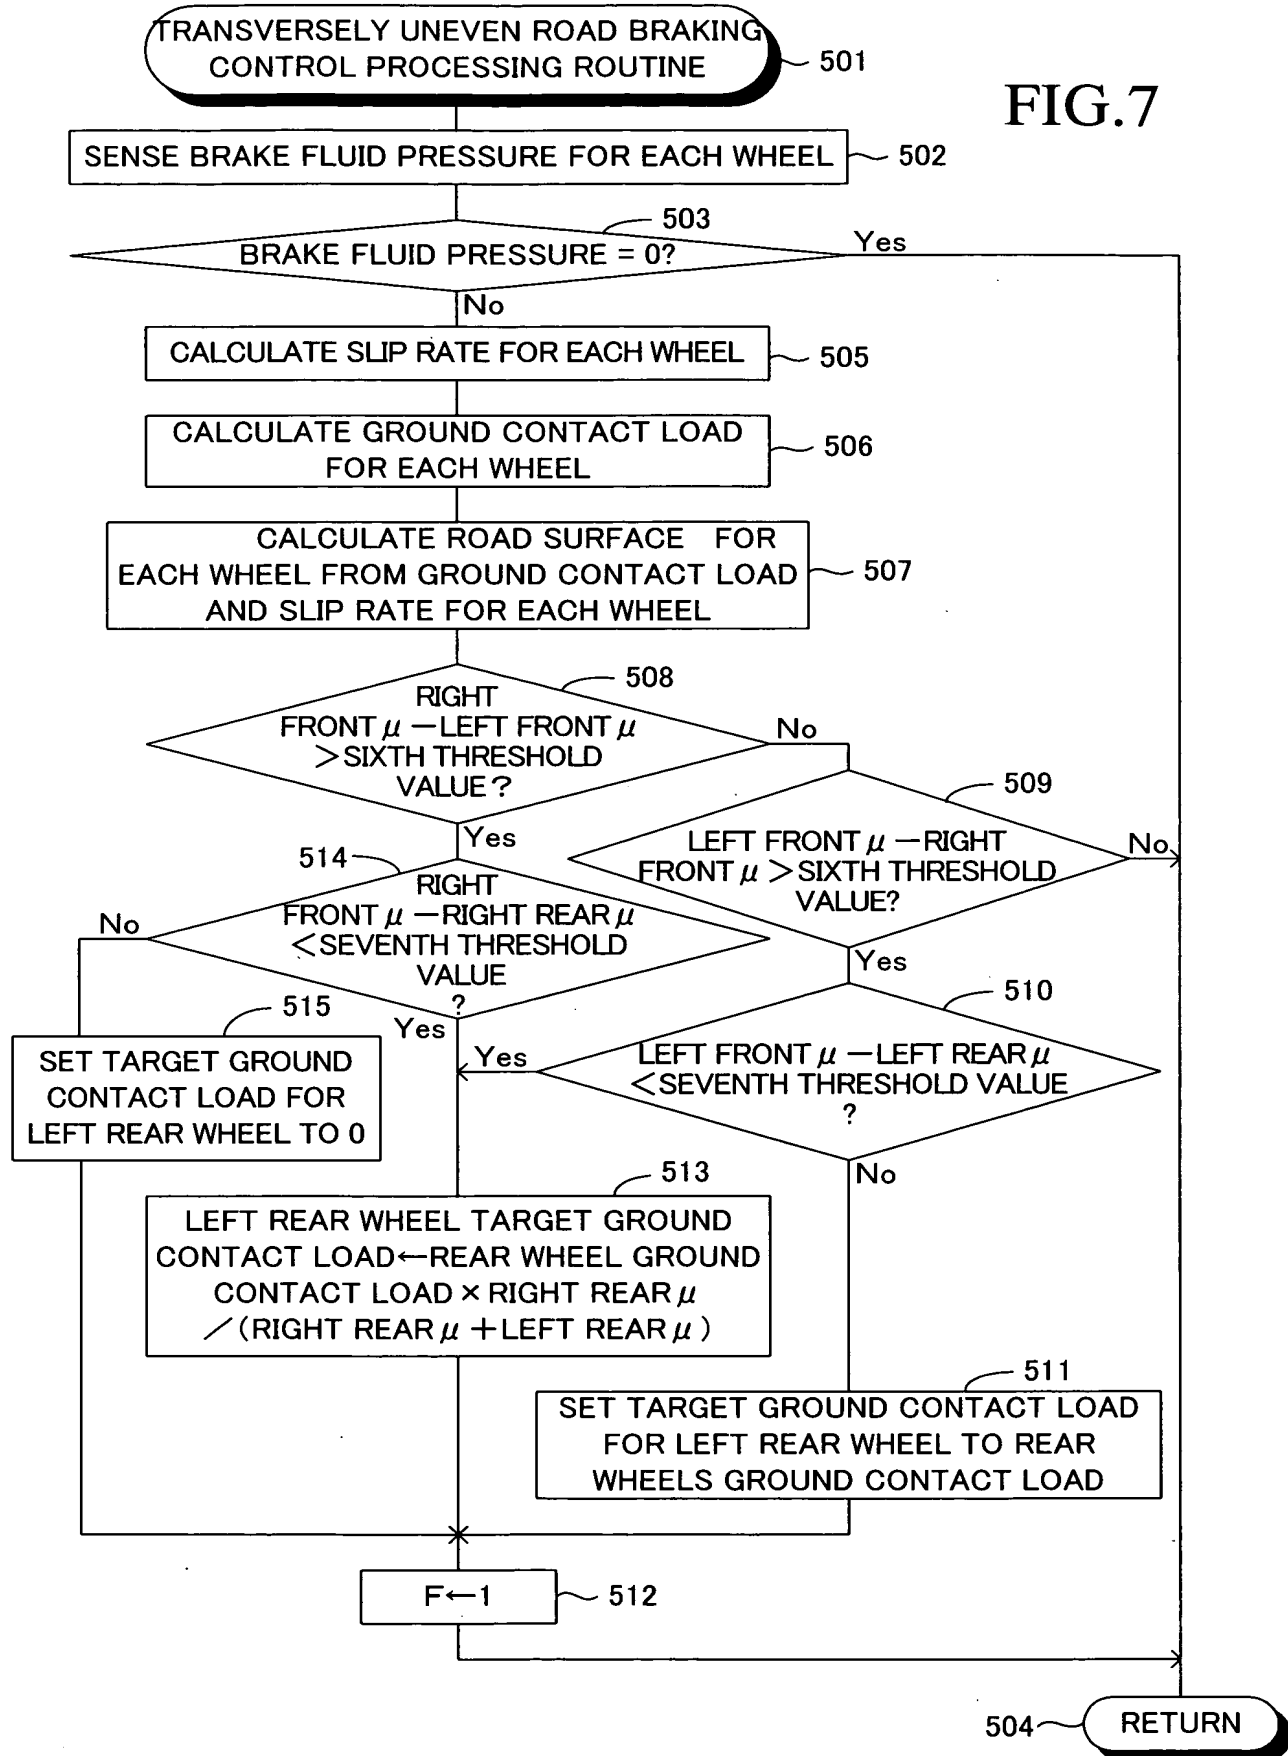 TRANSVERSELY UNEVEN ROAD BRAKING
CONTROL PROCESSING ROUTINE
501
FIG.7
SENSE BRAKE FLUID PRESSURE FOR EACH WHEEL
502
503
BRAKE FLUID PRESSURE = 0?
Yes
No
CALCULATE SLIP RATE FOR EACH WHEEL
505
CALCULATE GROUND CONTACT LOAD
FOR EACH WHEEL
506
CALCULATE ROAD SURFACE FOR
EACH WHEEL FROM GROUND CONTACT LOAD
AND SLIP RATE FOR EACH WHEEL
507
508
RIGHT
FRONT μ −LEFT FRONT μ
>SIXTH THRESHOLD
VALUE?
No
Yes
509
LEFT FRONT μ −RIGHT
FRONT μ >SIXTH THRESHOLD
VALUE?
No
Yes
514
RIGHT
FRONT μ −RIGHT REAR μ
<SEVENTH THRESHOLD
VALUE
?
No
Yes
510
LEFT FRONT μ −LEFT REAR μ
<SEVENTH THRESHOLD VALUE
?
Yes
No
515
SET TARGET GROUND
CONTACT LOAD FOR
LEFT REAR WHEEL TO 0
513
LEFT REAR WHEEL TARGET GROUND
CONTACT LOAD←REAR WHEEL GROUND
CONTACT LOAD × RIGHT REAR μ
/(RIGHT REAR μ +LEFT REAR μ)
511
SET TARGET GROUND CONTACT LOAD
FOR LEFT REAR WHEEL TO REAR
WHEELS GROUND CONTACT LOAD
F←1
512
504
RETURN